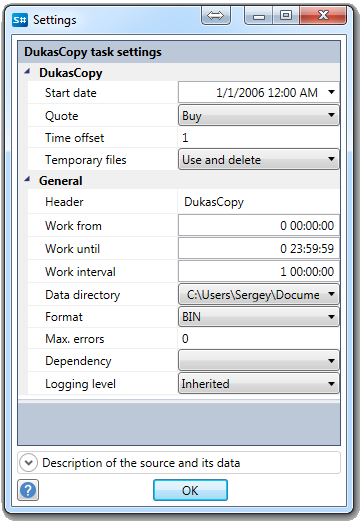 S# Settings
DukasCopy task settings
DukasCopy
Start date 1/1/2006 12:00 AM
Quote Buy
Time offset 1
Temporary files Use and delete
General
Header DukasCopy
Work from 0 00:00:00
Work until 0 23:59:59
Work interval 1 00:00:00
Data directory C:\Users\Sergey\Docume
Format BIN
Max. errors 0
Dependency
Logging level Inherited
Description of the source and its data
? OK